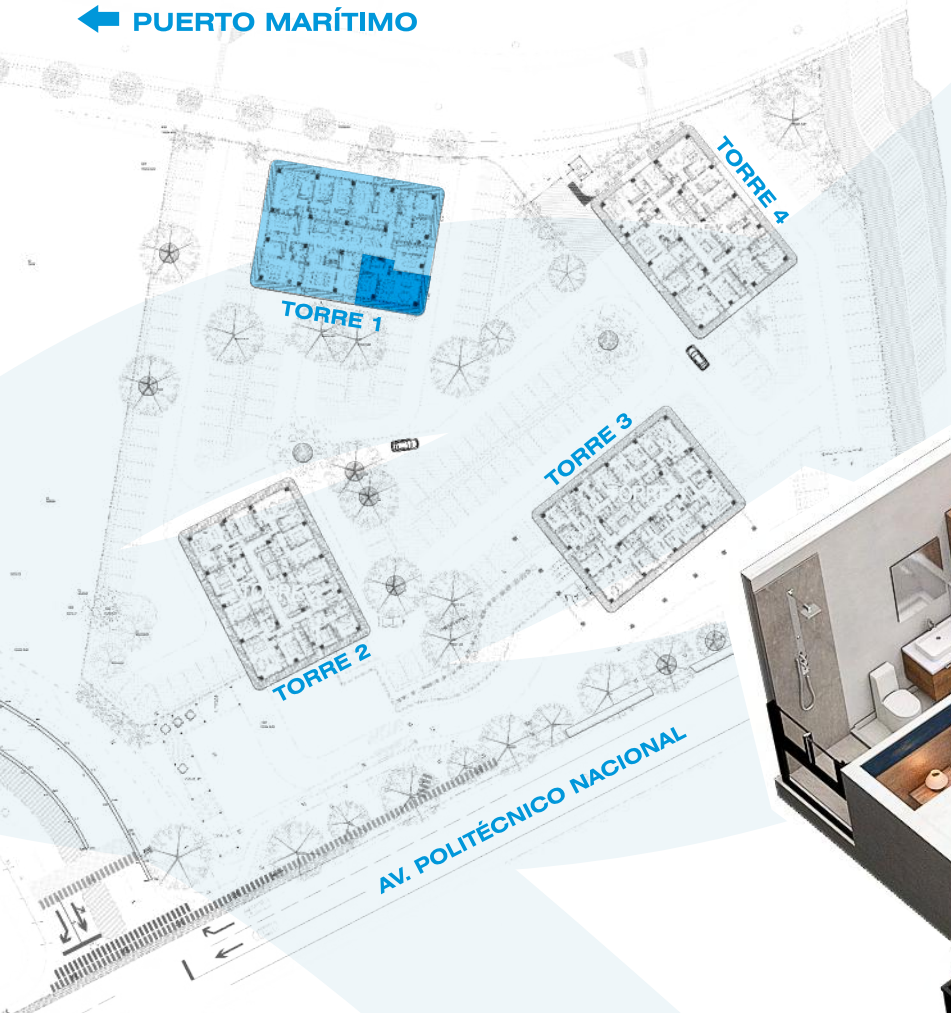 PUERTO MARÍTIMO
TORRE 4
TORRE 1
TORRE 3
TORRE 2
AV. POLITÉCNICO NACIONAL